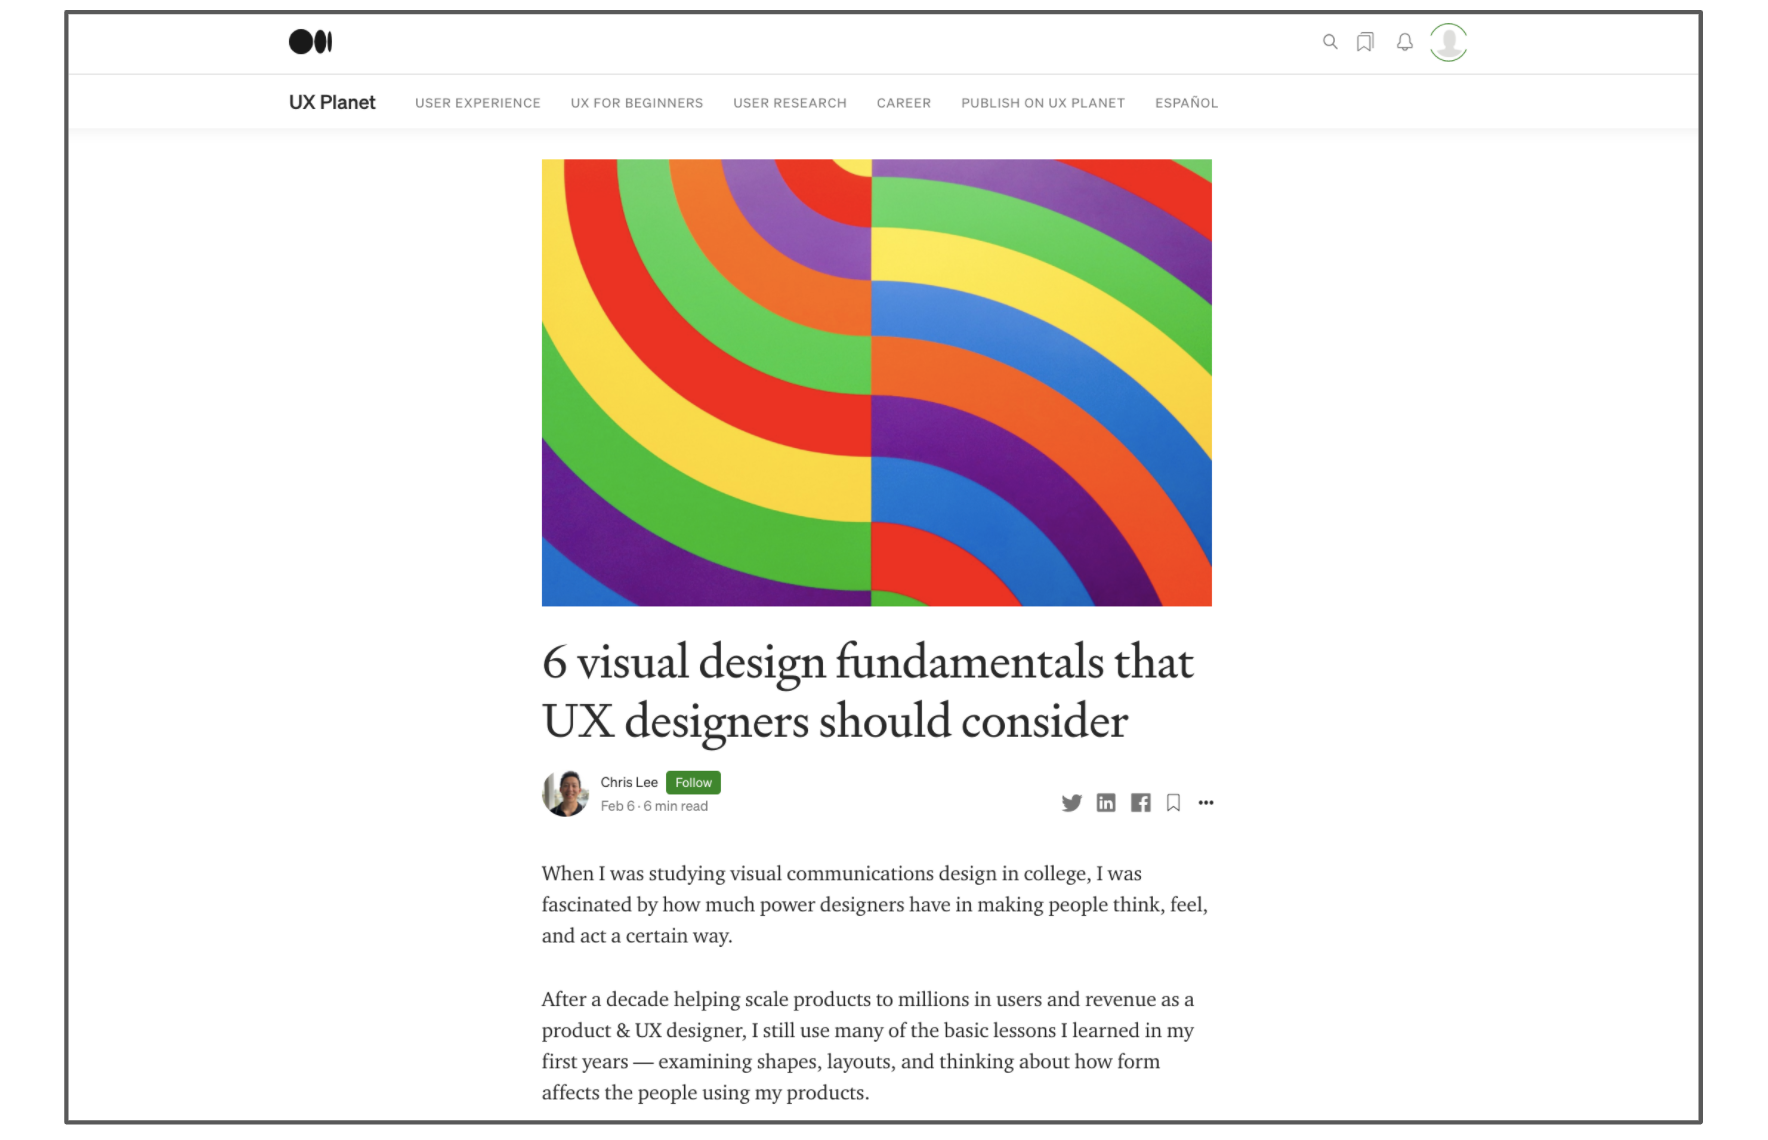 UX Planet
USER EXPERIENCE
UX FOR BEGINNERS
USER RESEARCH
CAREER
PUBLISH ON UX PLANET
ESPAÑOL
6 visual design fundamentals that
UX designers should consider
Chris Lee
Follow
Feb 6 · 6 min read
When I was studying visual communications design in college, I was
fascinated by how much power designers have in making people think, feel,
and act a certain way.
After a decade helping scale products to millions in users and revenue as a
product & UX designer, I still use many of the basic lessons I learned in my
first years — examining shapes, layouts, and thinking about how form
affects the people using my products.